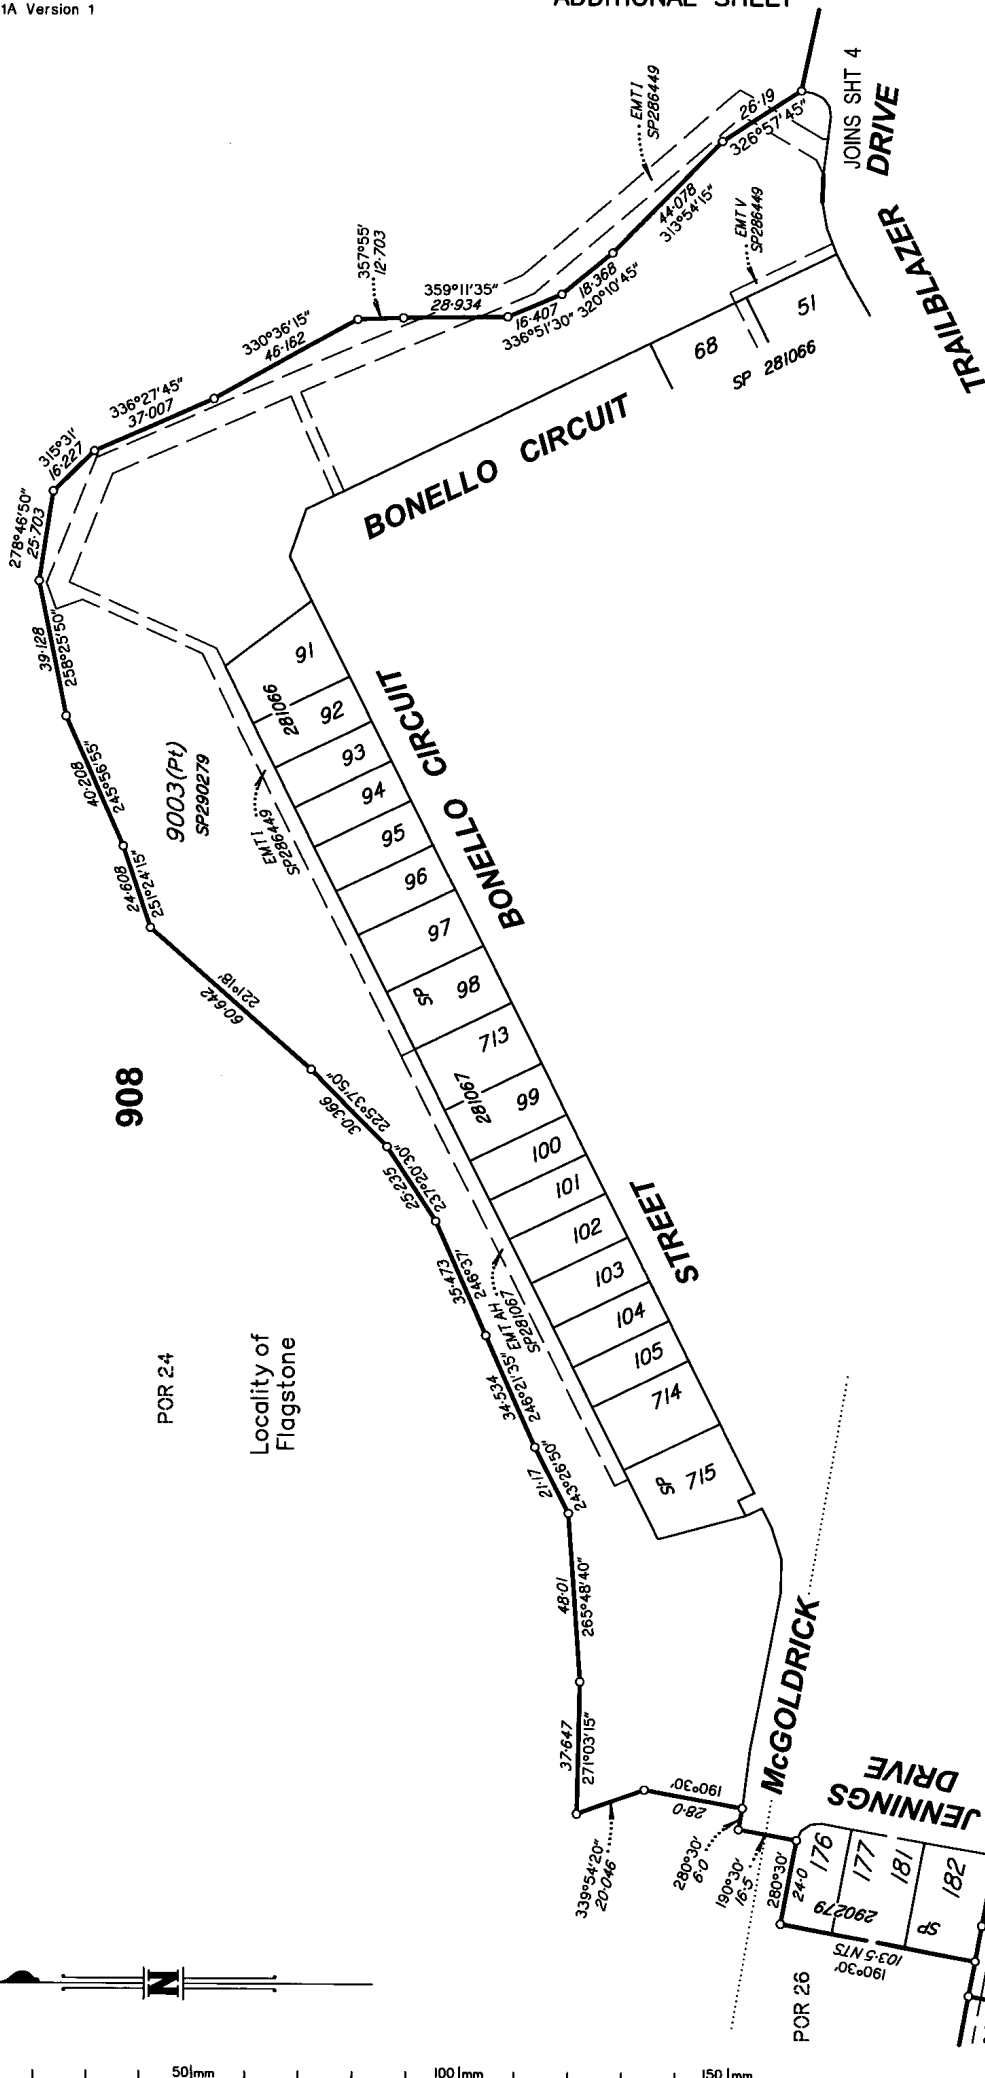 1A Version 1
ADDITIONAL SHEET
JOINS SHT 4
TRAILBLAZER DRIVE
EMT I
SP286449
26·19
326°57'45"
44·078
313°54'15"
EMT V
SP286449
18·368
320°10'45"
16·407
336°51'30"
357°55'
12·703
359°11'35"
28·934
330°36'15"
46·162
336°27'45"
37·007
315°31'
16·227
278°46'50"
25·703
39·128
258°25'50"
40·208
245°56'55"
24·608
251°24'15"
60·642
221°18'
30·366
225°37'50"
25·235
237°20'30"
35·473
246°37'
34·534
246°21'35"
21·17
243°26'50"
48·01
265°48'40"
37·647
271°03'15"
339°54'20"
20·046
190°30'
28·0
280°30'
6·0
190°30'
16·5
280°30'
24·0
190°30'
103·5 NTS
51
68
SP 281066
BONELLO CIRCUIT
9003(Pt)
SP290279
EMT I
SP286449
91
281066
92
93
94
95
96
97
SP
98
BONELLO CIRCUIT
713
281067
99
100
101
102
103
104
105
714
SP
715
EMT AH
SP281067
908
POR 24
Locality of
Flagstone
McGOLDRICK
STREET
JENNINGS
DRIVE
176
177
181
182
290279
SP
POR 26
N
50mm
100mm
150mm